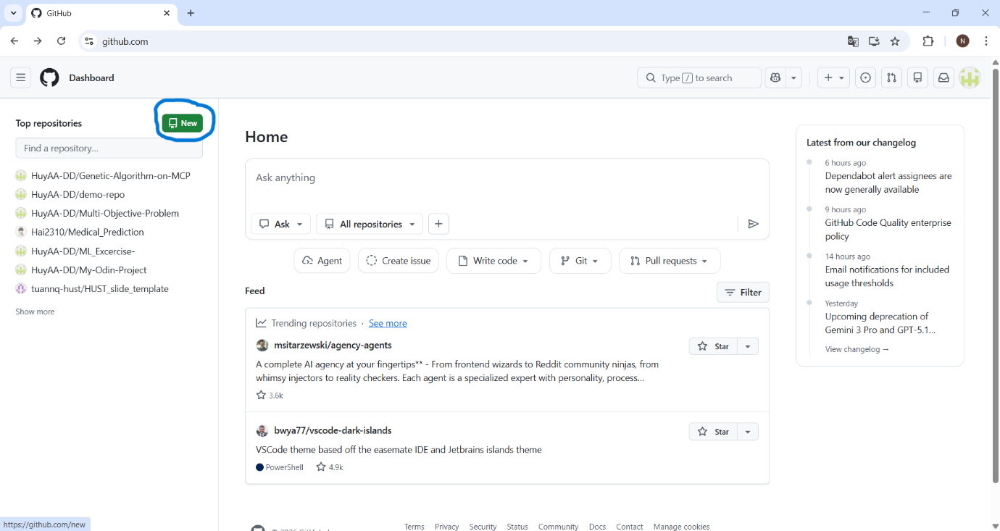 GitHub
github.com
N
Dashboard
Type / to search
Top repositories
New
Find a repository...
HuyAA-DD/Genetic-Algorithm-on-MCP
HuyAA-DD/demo-repo
HuyAA-DD/Multi-Objective-Problem
Hai2310/Medical_Prediction
HuyAA-DD/ML_Excercise-
HuyAA-DD/My-Odin-Project
tuannq-hust/HUST_slide_template
Show more
Home
Ask anything
Ask
All repositories
Agent
Create issue
Write code
Git
Pull requests
Feed
Filter
Trending repositories · See more
msitarzewski/agency-agents
Star
A complete AI agency at your fingertips** - From frontend wizards to Reddit community ninjas, from
whimsy injectors to reality checkers. Each agent is a specialized expert with personality, process...
3.6k
bwya77/vscode-dark-islands
Star
VSCode theme based off the easemate IDE and Jetbrains islands theme
PowerShell
4.9k
Latest from our changelog
6 hours ago
Dependabot alert assignees are
now generally available
9 hours ago
GitHub Code Quality enterprise
policy
14 hours ago
Email notifications for included
usage thresholds
Yesterday
Upcoming deprecation of
Gemini 3 Pro and GPT-5.1...
View changelog →
https://github.com/new
Terms
Privacy
Security
Status
Community
Docs
Contact
Manage cookies